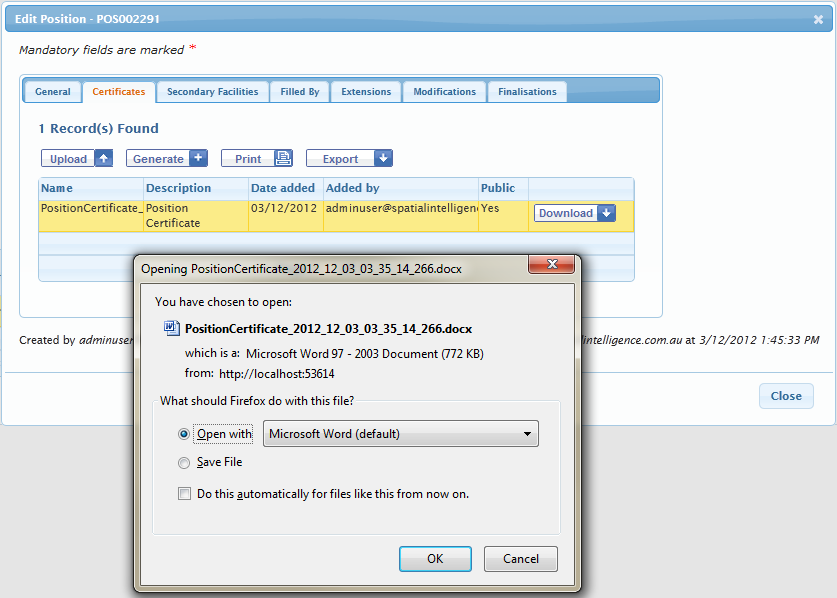 Edit Position - POS002291
Mandatory fields are marked *
General Certificates Secondary Facilities Filled By Extensions Modifications Finalisations
1 Record(s) Found
Upload Generate Print Export
Name Description Date added Added by Public
PositionCertificate_ Position Certificate 03/12/2012 adminuser@spatialintelligen Yes Download
Opening PositionCertificate_2012_12_03_03_35_14_266.docx
You have chosen to open:
PositionCertificate_2012_12_03_03_35_14_266.docx
which is a: Microsoft Word 97 - 2003 Document (772 KB)
from: http://localhost:53614
Created by adminuser
lintelligence.com.au at 3/12/2012 1:45:33 PM
What should Firefox do with this file?
Close
Open with Microsoft Word (default)
Save File
Do this automatically for files like this from now on.
OK Cancel